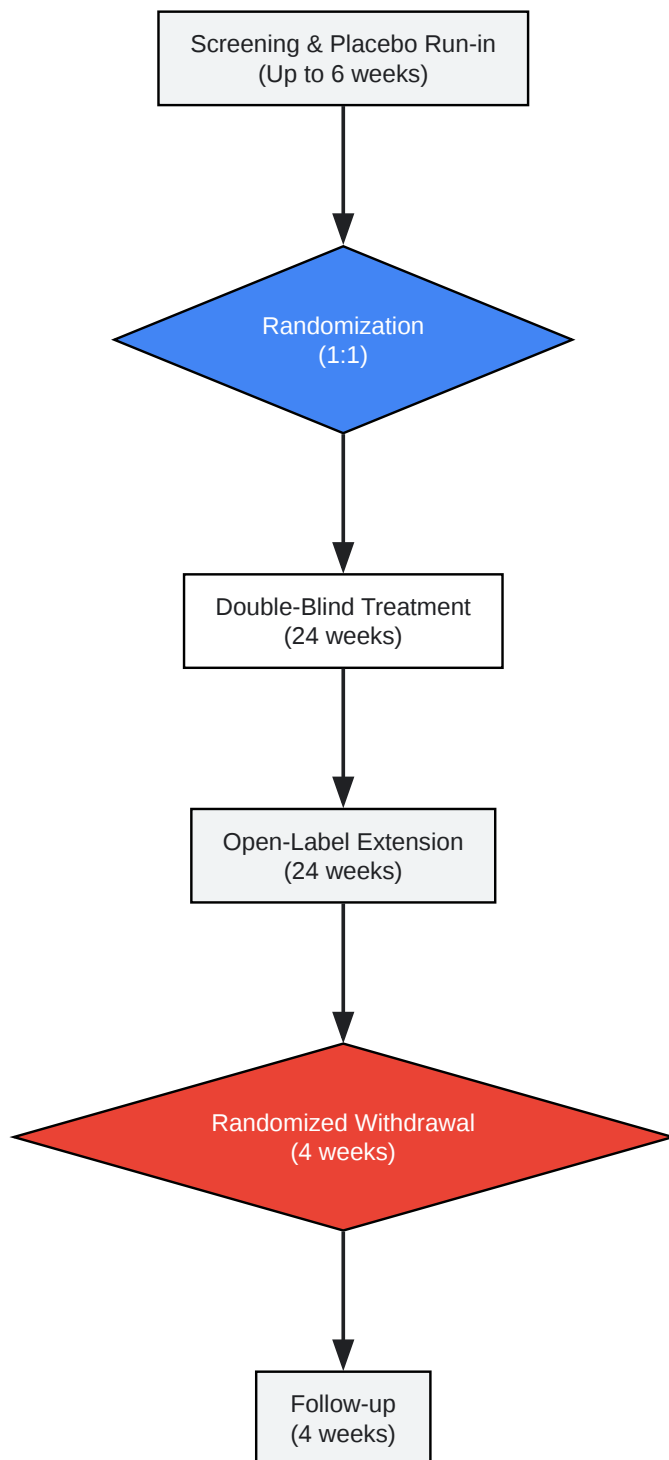 Screening & Placebo Run-in
(Up to 6 weeks)
Randomization
(1:1)
Double-Blind Treatment
(24 weeks)
Open-Label Extension
(24 weeks)
Randomized Withdrawal
(4 weeks)
Follow-up
(4 weeks)